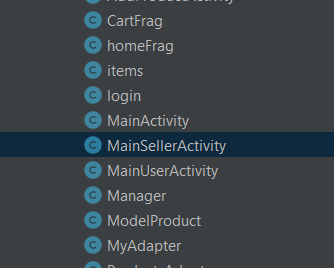 CartFrag
homeFrag
items
login
MainActivity
MainSellerActivity
MainUserActivity
Manager
ModelProduct
MyAdapter